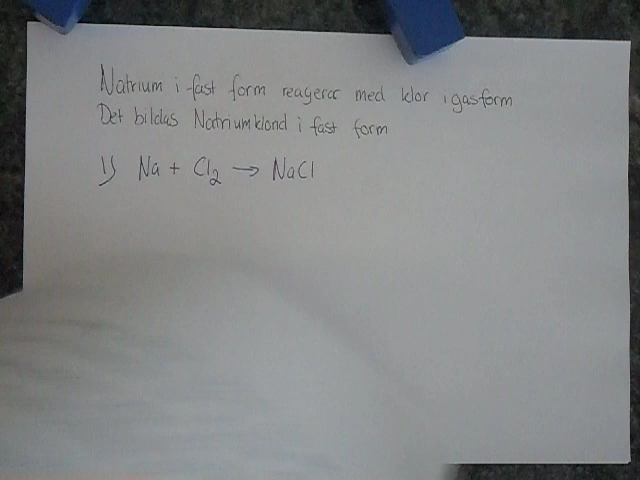 Natrium i fast form reagerar med klor i gasform
Det bildas Natriumklorid i fast form
1) Na + Cl₂ → NaCl